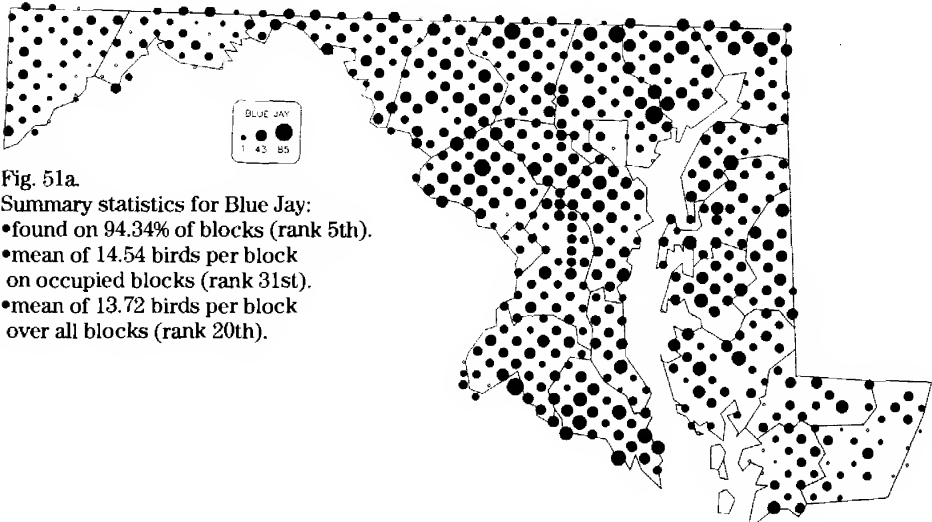 BLUE JAY
1 43 85
Fig. 51a.
Summary statistics for Blue Jay:
•found on 94.34% of blocks (rank 5th).
•mean of 14.54 birds per block
on occupied blocks (rank 31st).
•mean of 13.72 birds per block
over all blocks (rank 20th).